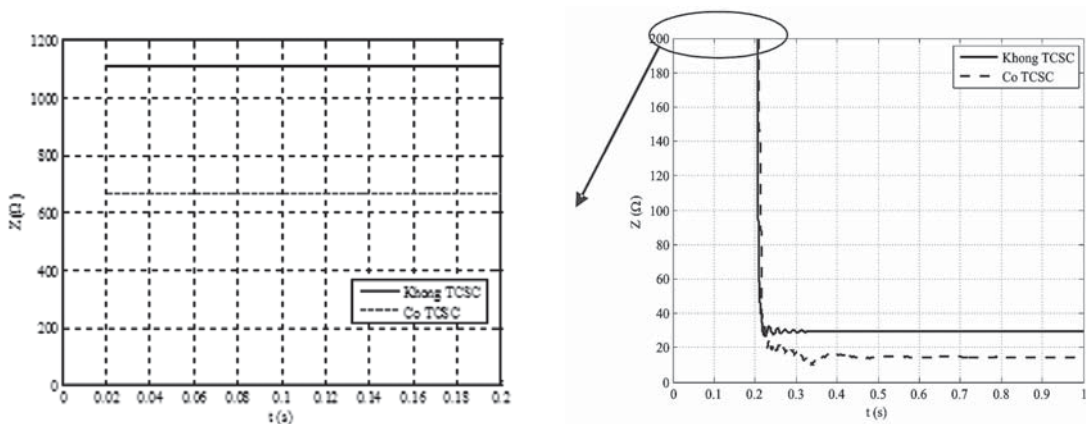 1200
1000
800
600
400
200
0
Z (Ω)
0 0.02 0.04 0.06 0.08 0.1 0.12 0.14 0.16 0.18 0.2
t (s)
Khong TCSC
Co TCSC
200
180
160
140
120
100
80
60
40
20
0
Z (Ω)
0 0.1 0.2 0.3 0.4 0.5 0.6 0.7 0.8 0.9 1
t (s)
Khong TCSC
Co TCSC